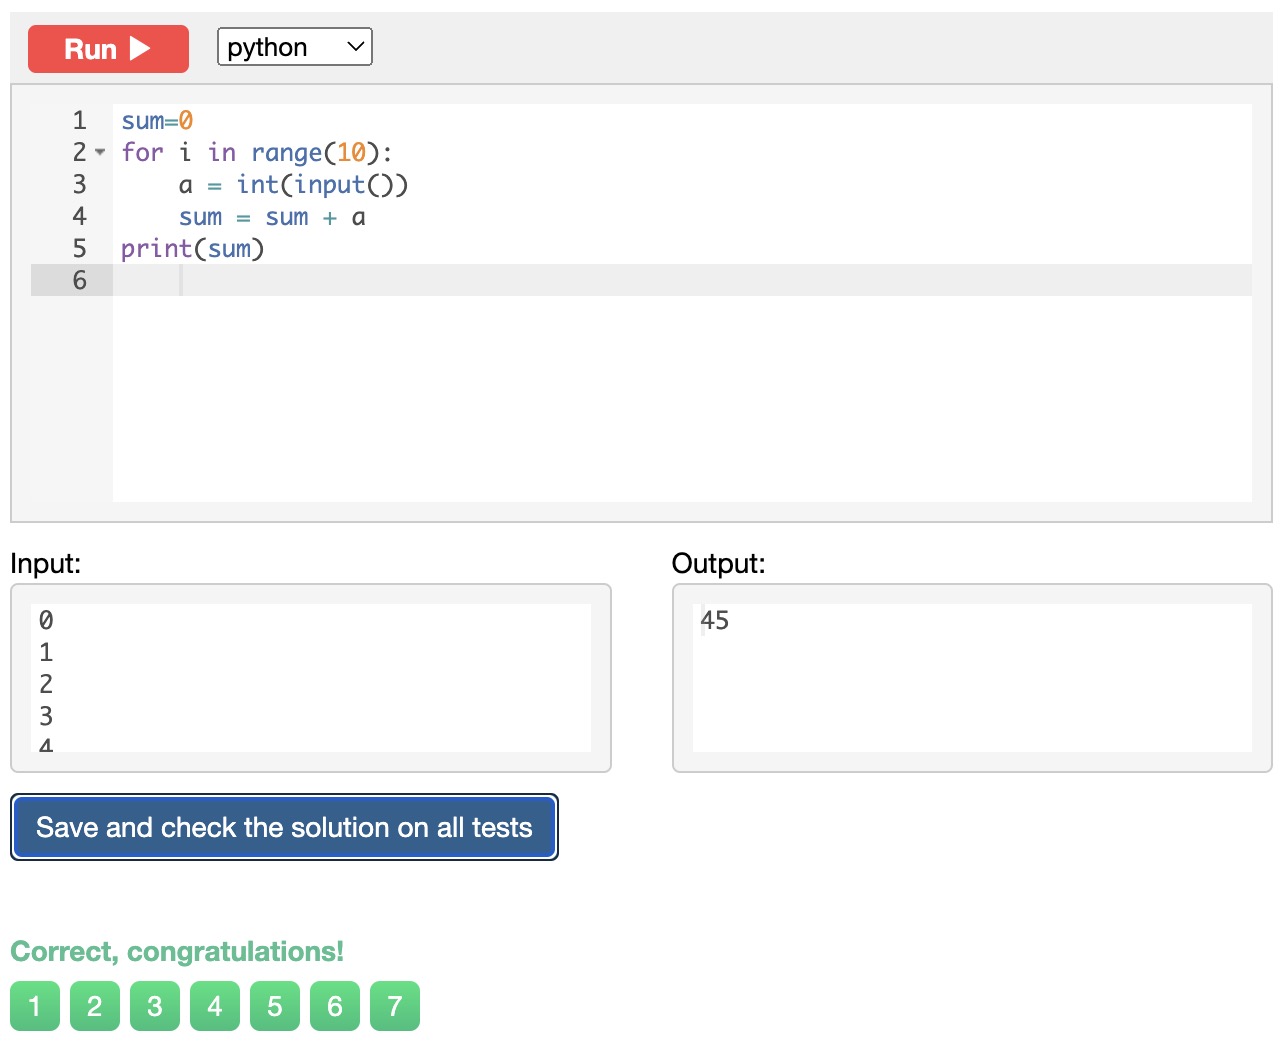 Run
python
1 sum=0
2 for i in range(10):
3     a = int(input())
4     sum = sum + a
5 print(sum)
6
Input:
Output:
0
1
2
3
4
45
Save and check the solution on all tests
Correct, congratulations!
1 2 3 4 5 6 7